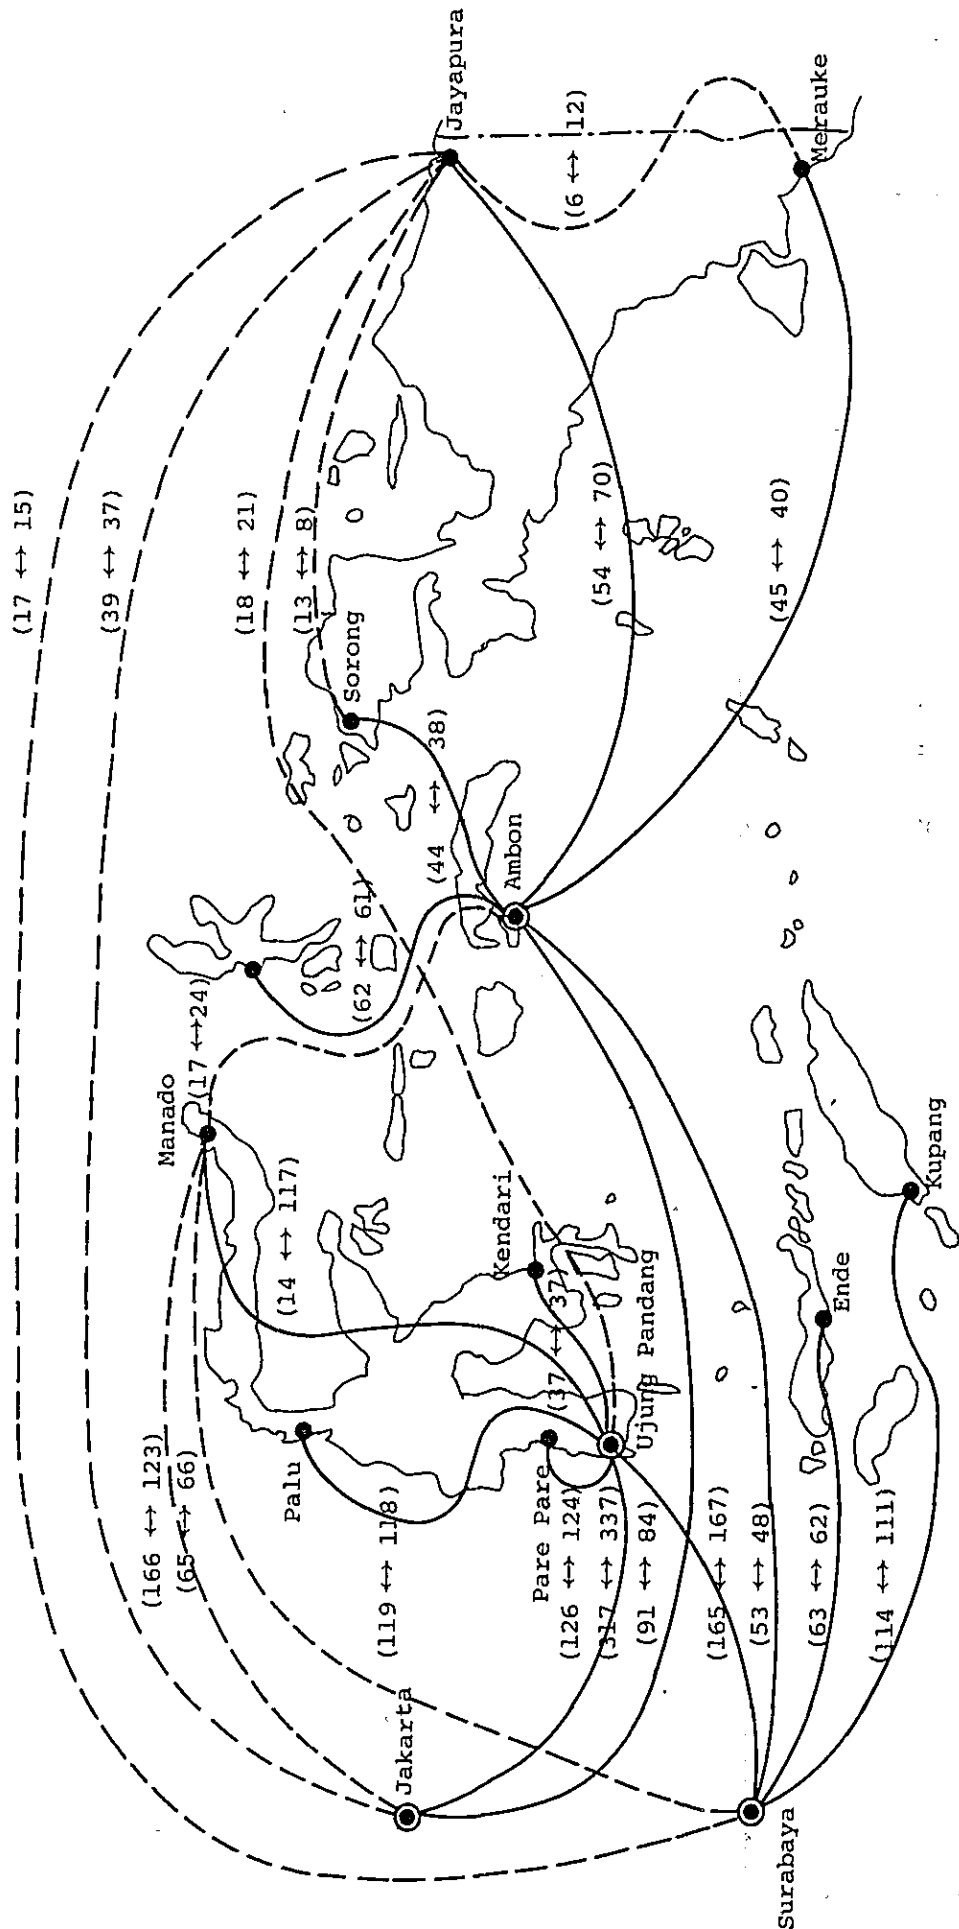 (17 ↔ 15)
(39 ↔ 37)
(18 ↔ 21)
(13 ↔ 8)
Jayapura
(6 ↔ 12)
Merauke
Sorong
(54 ↔ 70)
(45 ↔ 40)
(44 ↔ 38)
Ambon
(62 ↔ 61)
(17 ↔24)
Manado
(14 ↔ 117)
Kendari
(37 ↔ 37)
Ujung Pandang
Kupang
Ende
(166 ↔ 123)
(65 ↔ 66)
Palu
(119 ↔ 118)
Pare Pare
(126 ↔ 124)
(317 ↔ 337)
(91 ↔ 84)
(165 ↔ 167)
(53 ↔ 48)
(63 ↔ 62)
(114 ↔ 111)
Jakarta
Surabaya